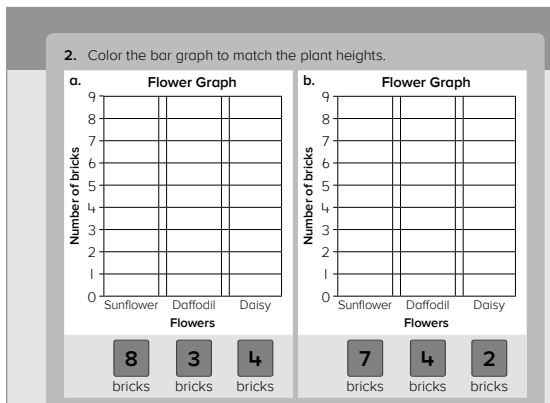 2. Color the bar graph to match the plant heights.
a.
Flower Graph
Number of bricks
9
8
7
6
5
4
3
2
1
0
Sunflower Daffodil Daisy
Flowers
8 3 4
bricks bricks bricks
b.
Flower Graph
Number of bricks
9
8
7
6
5
4
3
2
1
0
Sunflower Daffodil Daisy
Flowers
7 4 2
bricks bricks bricks